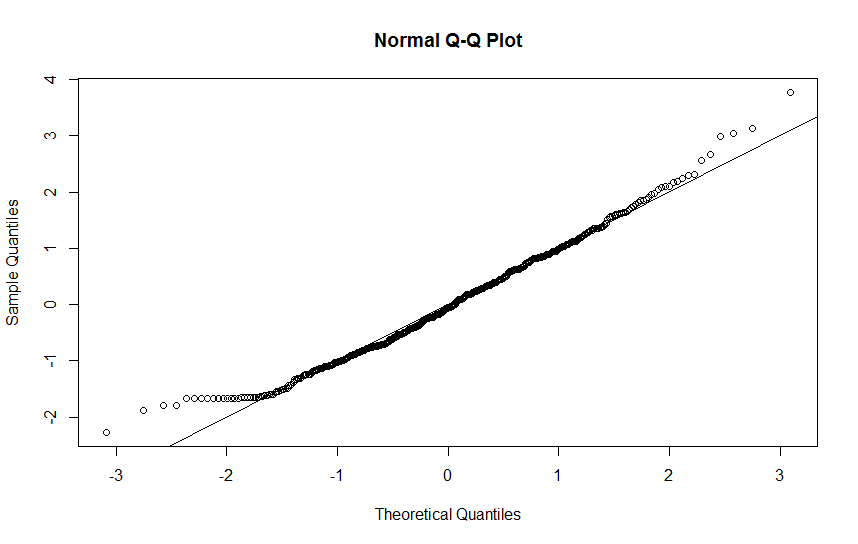 Normal Q-Q Plot
Sample Quantiles
4
3
2
1
0
-1
-2
-3 -2 -1 0 1 2 3
Theoretical Quantiles